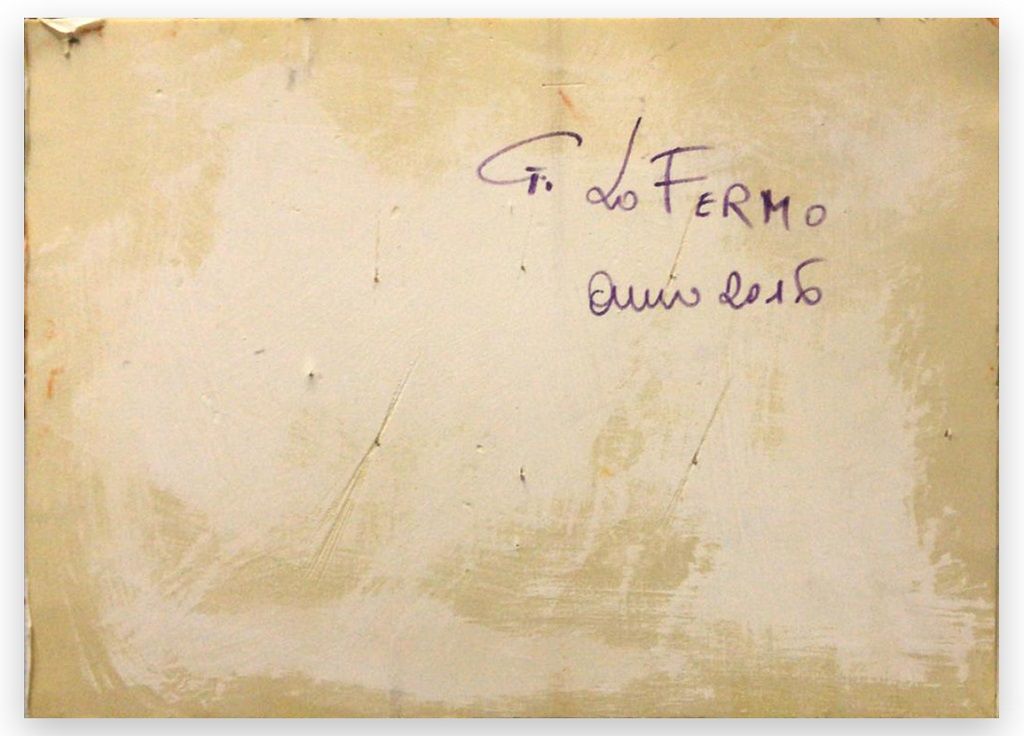 G. Lo FERMO
Anno 2016